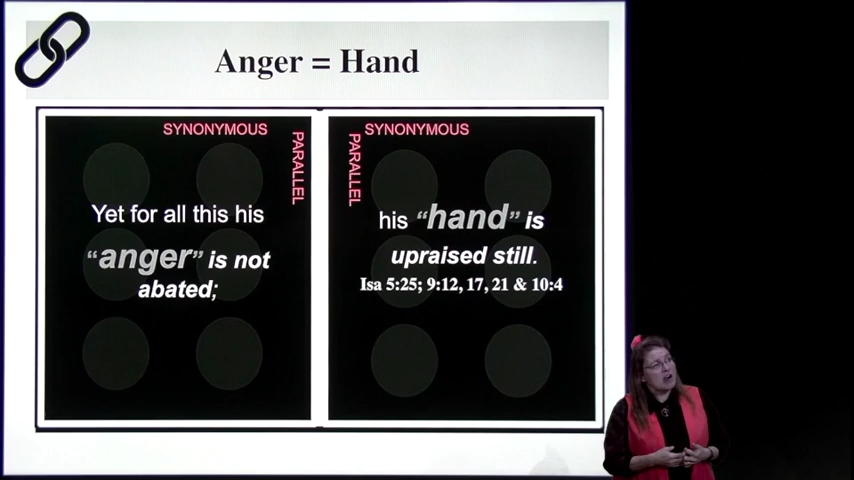 Anger = Hand
SYNONYMOUS
PARALLEL
Yet for all this his
“anger” is not
abated;
SYNONYMOUS
PARALLEL
his “hand” is
upraised still.
Isa 5:25; 9:12, 17, 21 & 10:4